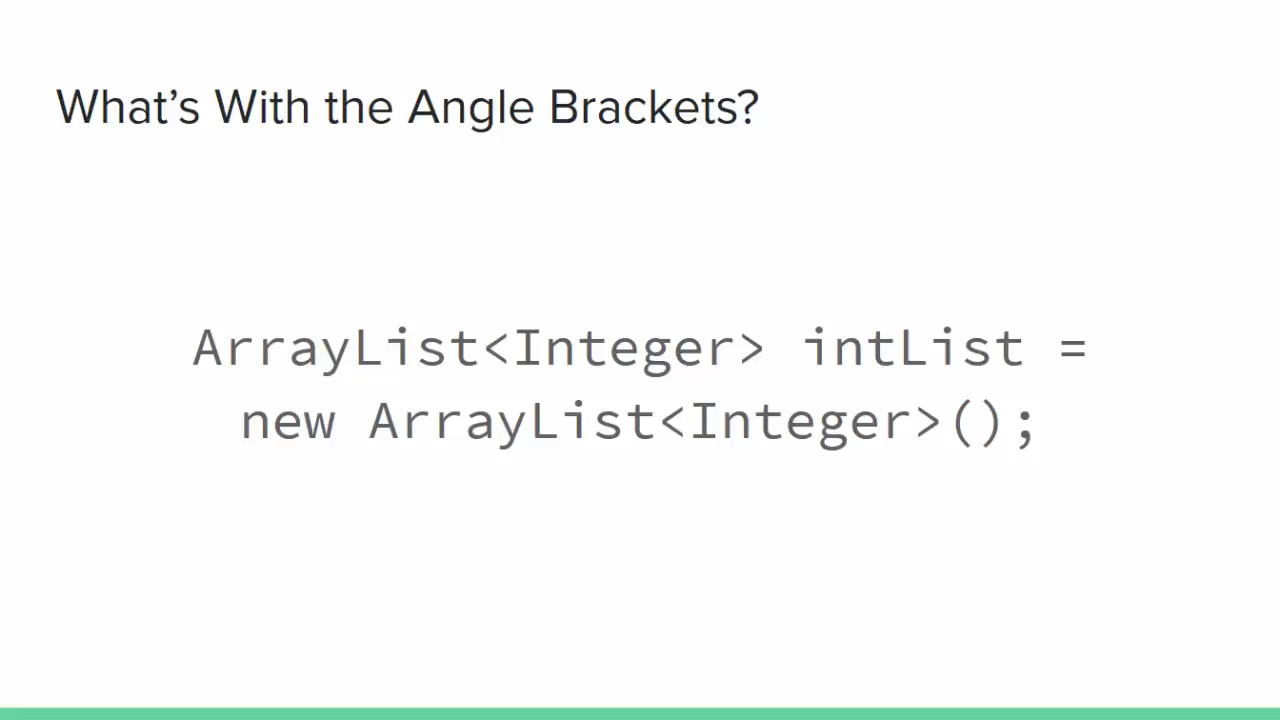 What’s With the Angle Brackets?
ArrayList<Integer> intList =
new ArrayList<Integer>();